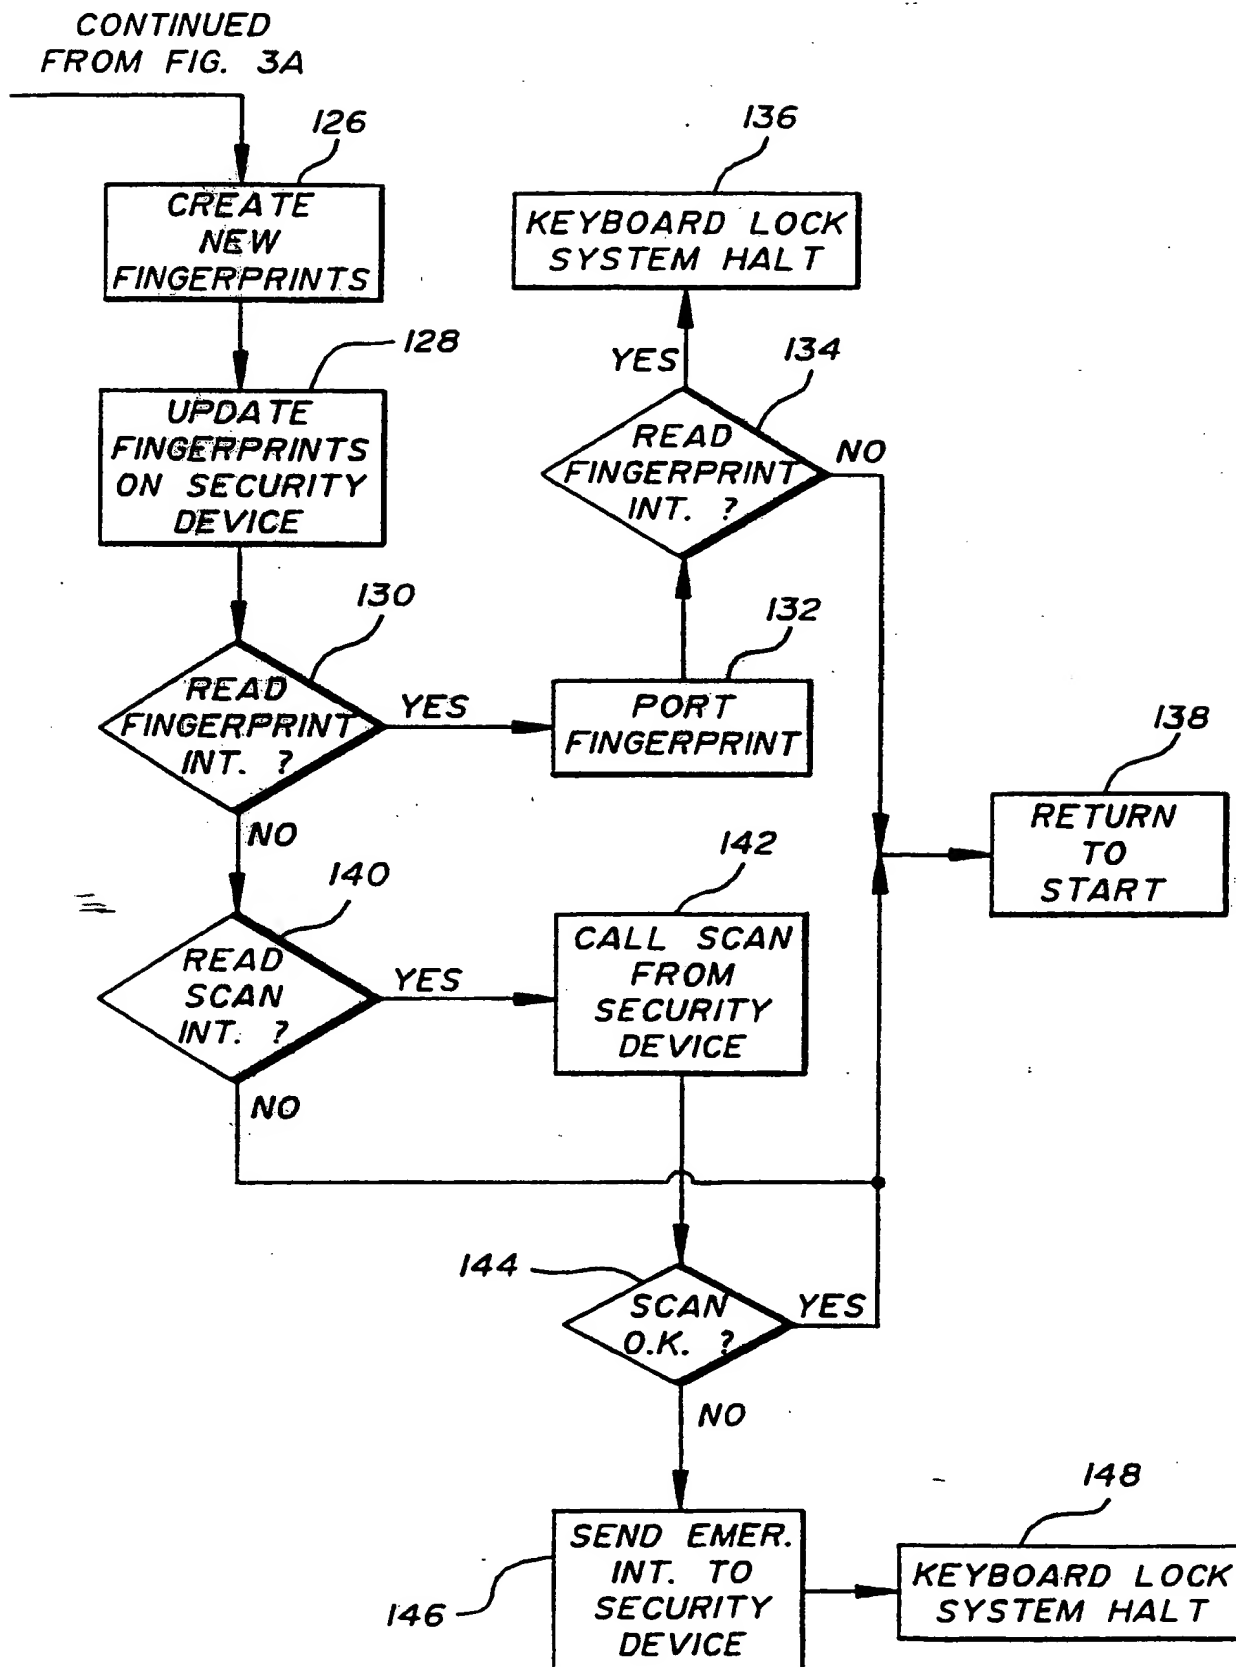 CONTINUED
FROM FIG. 3A
126
CREATE
NEW
FINGERPRINTS
128
UPDATE
FINGERPRINTS
ON SECURITY
DEVICE
130
READ
FINGERPRINT
INT. ?
YES
NO
132
PORT
FINGERPRINT
134
READ
FINGERPRINT
INT. ?
YES
NO
136
KEYBOARD LOCK
SYSTEM HALT
138
RETURN
TO
START
140
READ
SCAN
INT. ?
YES
NO
142
CALL SCAN
FROM
SECURITY
DEVICE
144
SCAN
O.K. ?
YES
NO
146
SEND EMER.
INT. TO
SECURITY
DEVICE
148
KEYBOARD LOCK
SYSTEM HALT